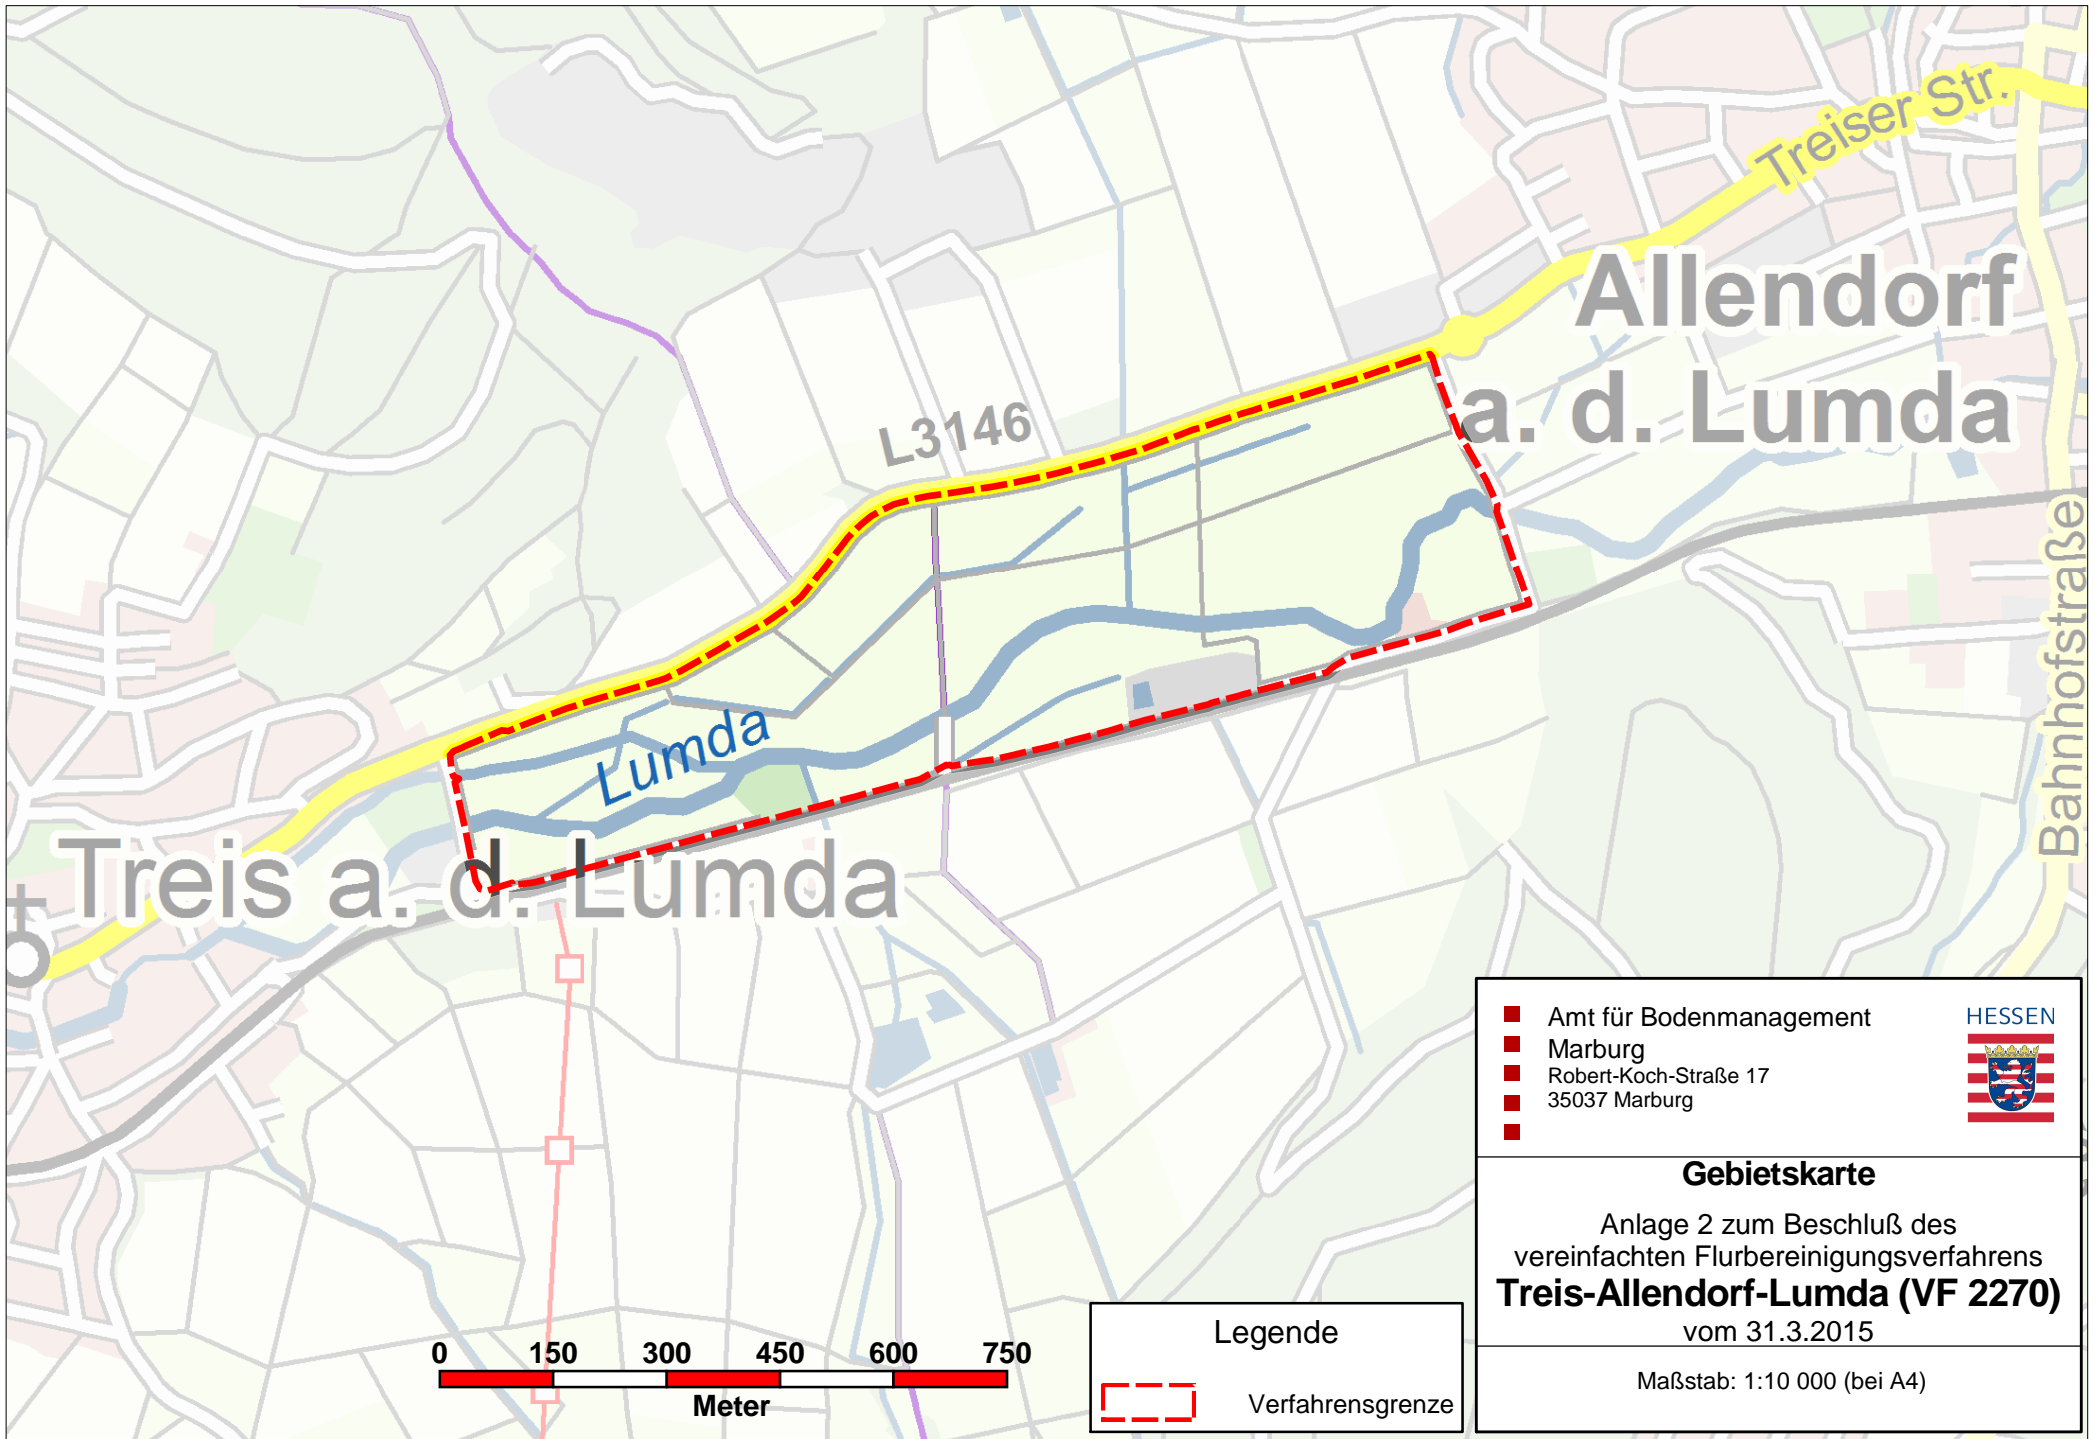 Treiser Str.
Allendorf
a. d. Lumda
L3146
Bahnhofstraße
Lumda
Treis a. d. Lumda
Amt für Bodenmanagement
Marburg
Robert-Koch-Straße 17
35037 Marburg
HESSEN
Gebietskarte
Anlage 2 zum Beschluß des
vereinfachten Flurbereinigungsverfahrens
Treis-Allendorf-Lumda (VF 2270)
vom 31.3.2015
Maßstab: 1:10 000 (bei A4)
Legende
Verfahrensgrenze
0 150 300 450 600 750
Meter